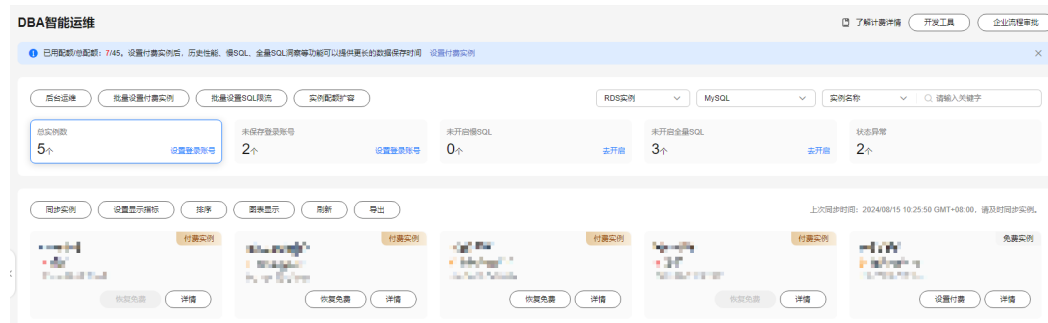 DBA智能运维
了解计费详情 开发工具 企业流程审批
已用配额/总配额：7/45。设置付费实例后，历史性能、慢SQL、全量SQL洞察等功能可以提供更长的数据保存时间 设置付费实例
后台运维 批量设置付费实例 批量设置SQL限流 实例配额扩容 RDS实例 MySQL 实例名称 请输入关键字
总实例数 未保存登录账号 未开启慢SQL 未开启全量SQL 状态异常
5个 设置登录账号 2个 设置登录账号 0个 去开启 3个 去开启 2个
同步实例 设置显示指标 排序 图表显示 刷新 导出 上次同步时间：2024/08/15 10:25:50 GMT+08:00，请及时同步实例。
付费实例 付费实例 付费实例 付费实例 免费实例
恢复免费 详情 恢复免费 详情 恢复免费 详情 恢复免费 详情 设置付费 详情